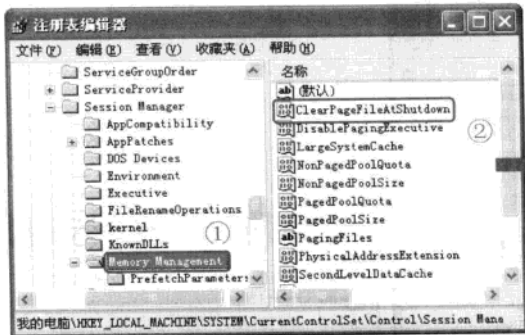 注册表编辑器
文件(F) 编辑(E) 查看(V) 收藏夹(A) 帮助(H)
ServiceGroupOrder
ServiceProvider
Session Manager
AppCompatibility
AppPatches
DOS Devices
Environment
Executive
FileRenameOperations
kernel
KnownDLLs
Memory Management
PrefetchParameters
①
名称
(默认)
ClearPageFileAtShutdown
DisablePagingExecutive
LargeSystemCache
NonPagedPoolQuota
NonPagedPoolSize
PagedPoolQuota
PagedPoolSize
PagingFiles
PhysicalAddressExtension
SecondLevelDataCache
②
我的电脑\HKEY_LOCAL_MACHINE\SYSTEM\CurrentControlSet\Control\Session Mana